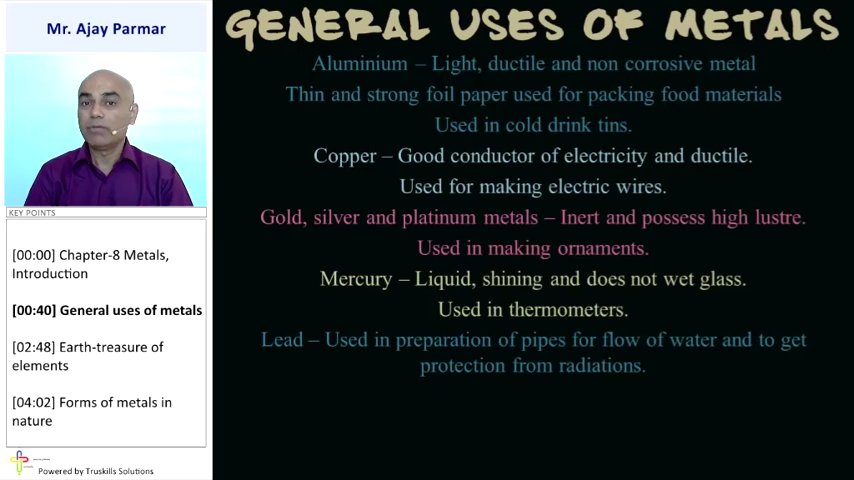 Mr. Ajay Parmar
KEY POINTS
[00:00] Chapter-8 Metals,
Introduction
[00:40] General uses of metals
[02:48] Earth-treasure of
elements
[04:02] Forms of metals in
nature
Powered by Truskills Solutions
GENERAL USES OF METALS
Aluminium – Light, ductile and non corrosive metal
Thin and strong foil paper used for packing food materials
Used in cold drink tins.
Copper – Good conductor of electricity and ductile.
Used for making electric wires.
Gold, silver and platinum metals – Inert and possess high lustre.
Used in making ornaments.
Mercury – Liquid, shining and does not wet glass.
Used in thermometers.
Lead – Used in preparation of pipes for flow of water and to get
protection from radiations.